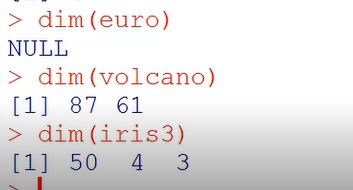 > dim(euro)
NULL
> dim(volcano)
[1] 87 61
> dim(iris3)
[1] 50  4  3
>